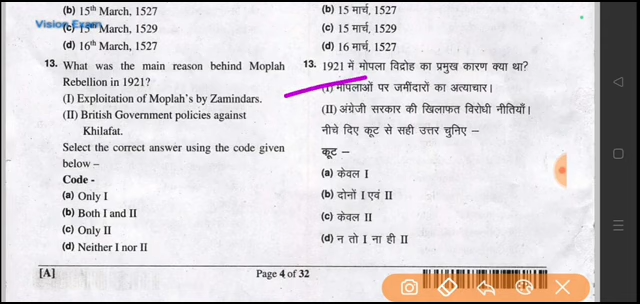 (b) 15th March, 1527
Vision Exam
(c) 15th March, 1529
(d) 16th March, 1527
13. What was the main reason behind Moplah
Rebellion in 1921?
(I) Exploitation of Moplah's by Zamindars.
(II) British Government policies against
Khilafat.
Select the correct answer using the code given
below –
Code -
(a) Only I
(b) Both I and II
(c) Only II
(d) Neither I nor II
(b) 15 मार्च, 1527
(c) 15 मार्च, 1529
(d) 16 मार्च, 1527
13. 1921 में मोपला विद्रोह का प्रमुख कारण क्या था?
(I) मोपलाओं पर जमींदारों का अत्याचार।
(II) अंग्रेजी सरकार की खिलाफत विरोधी नीतियाँ।
नीचे दिए कूट से सही उत्तर चुनिए –
कूट –
(a) केवल I
(b) दोनों I एवं II
(c) केवल II
(d) न तो I ना ही II
[A]
Page 4 of 32